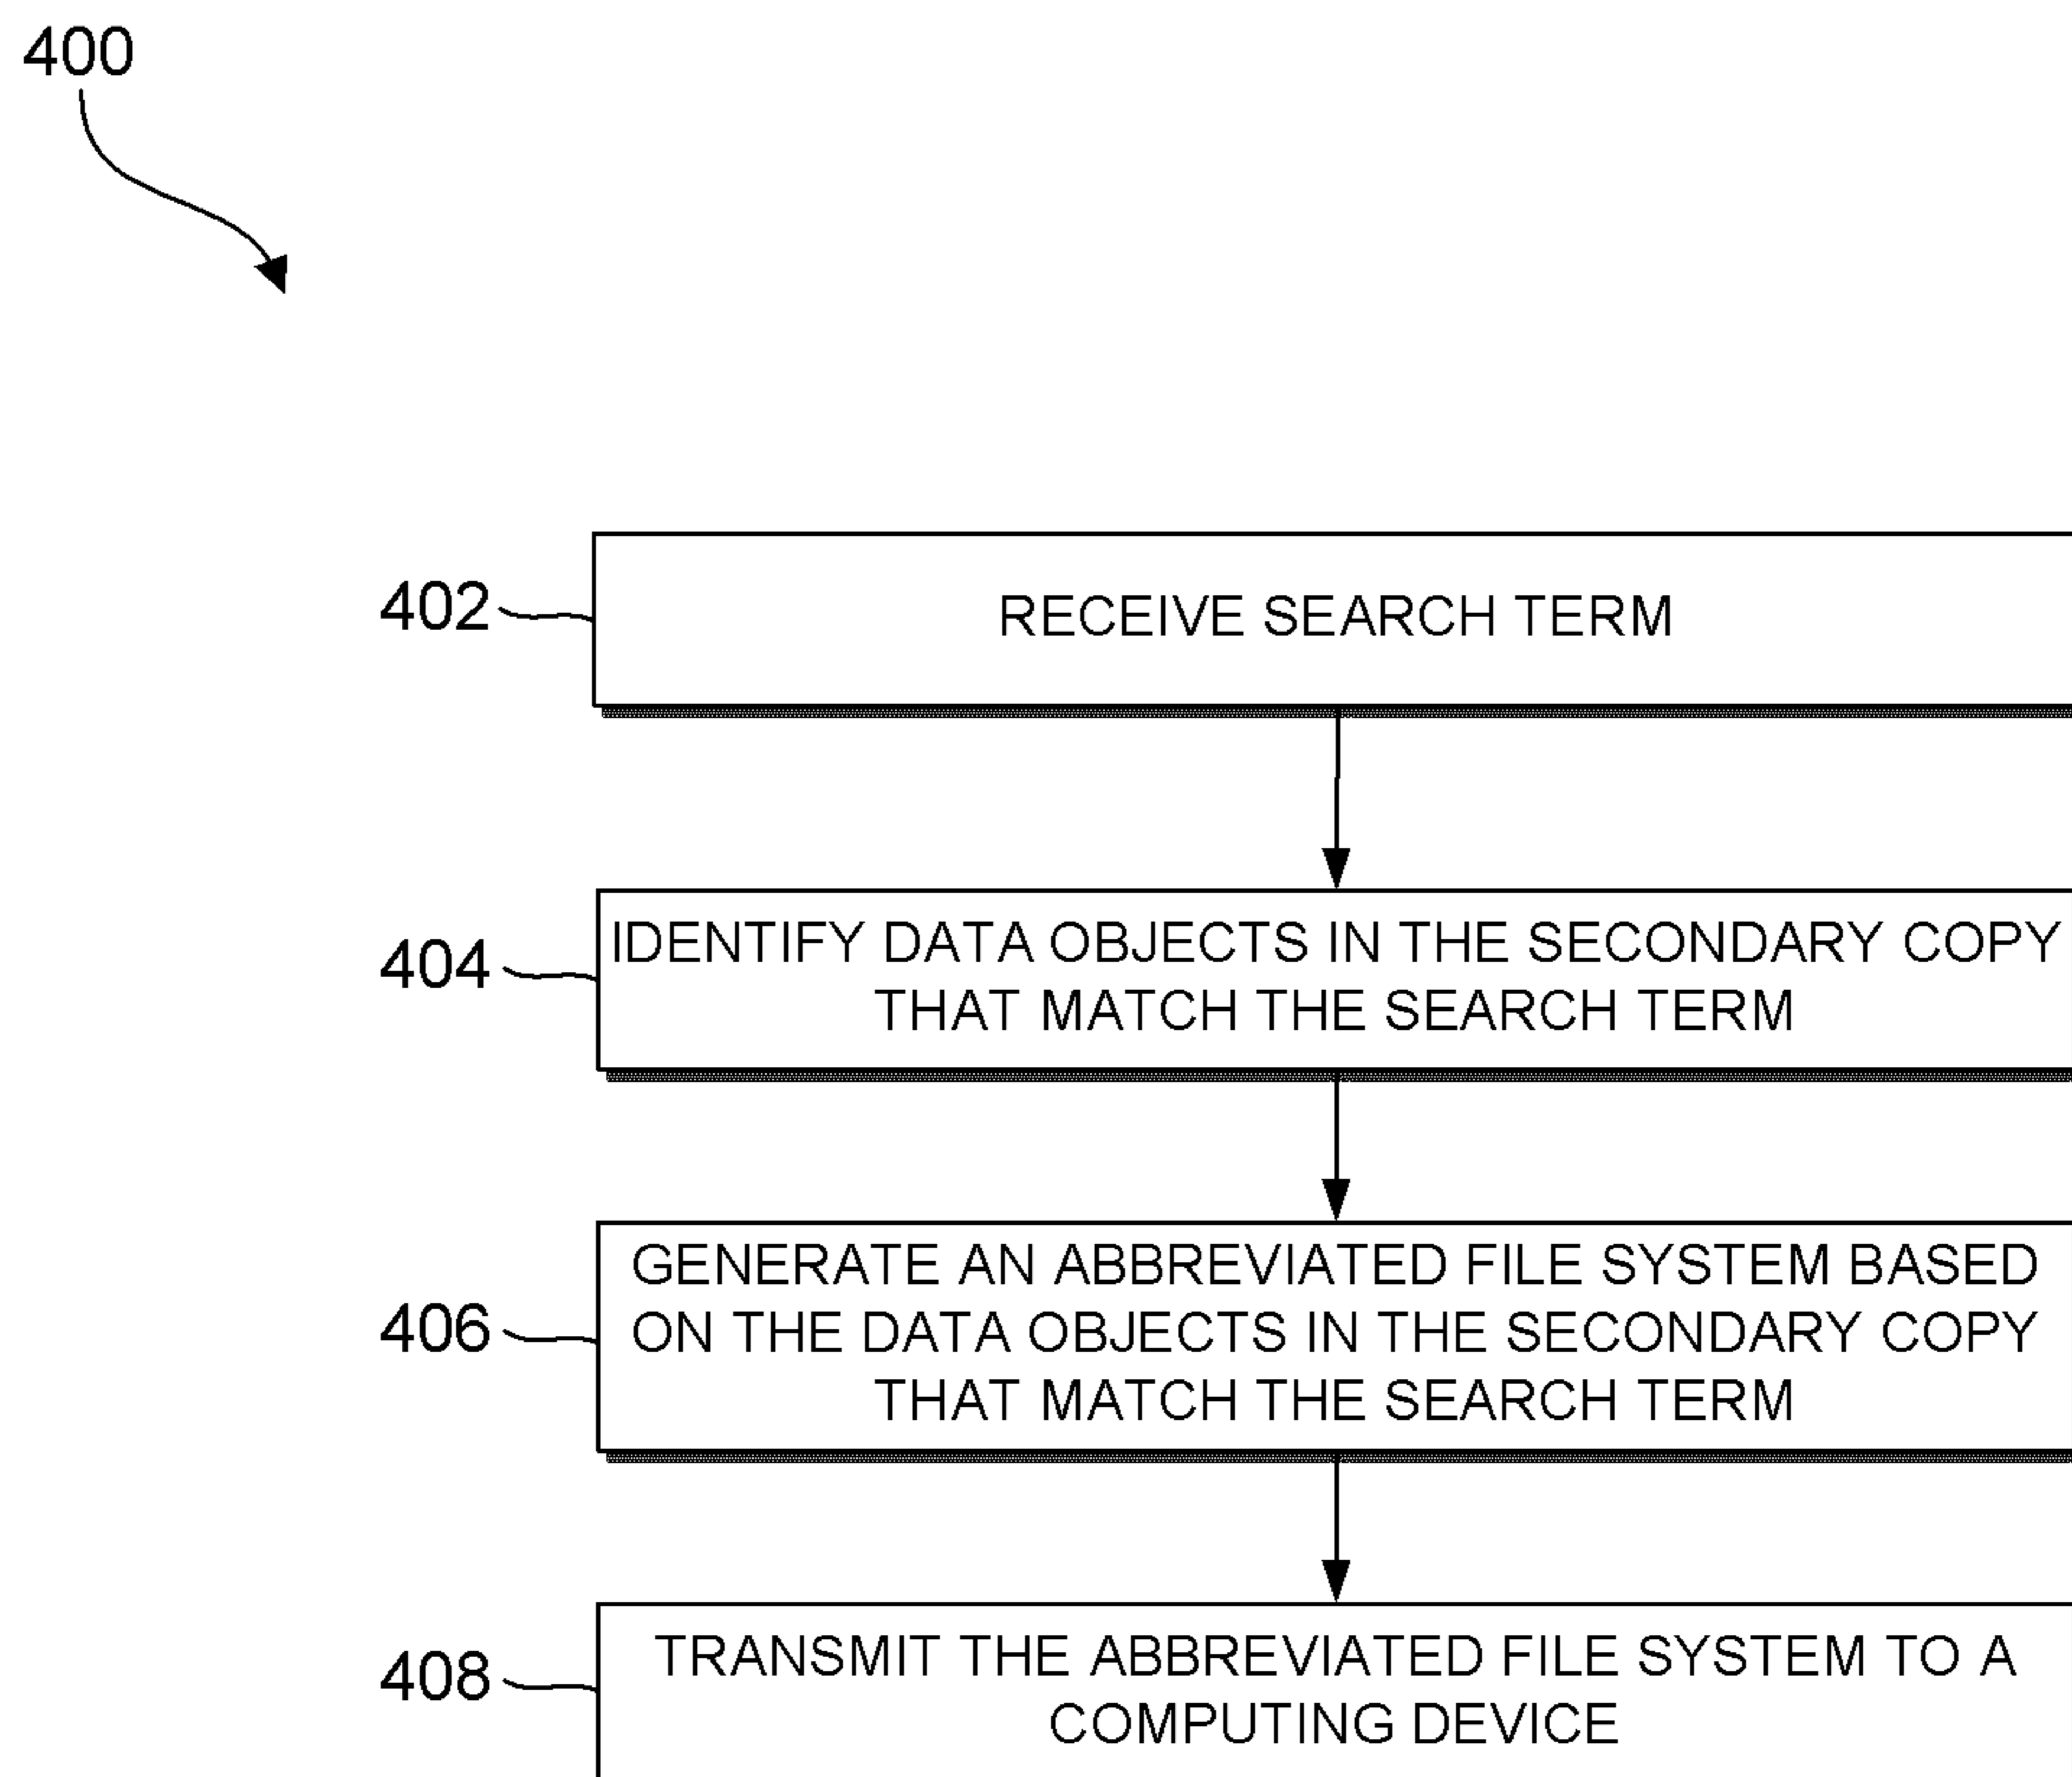 400
402
RECEIVE SEARCH TERM
404
IDENTIFY DATA OBJECTS IN THE SECONDARY COPY
THAT MATCH THE SEARCH TERM
406
GENERATE AN ABBREVIATED FILE SYSTEM BASED
ON THE DATA OBJECTS IN THE SECONDARY COPY
THAT MATCH THE SEARCH TERM
408
TRANSMIT THE ABBREVIATED FILE SYSTEM TO A
COMPUTING DEVICE